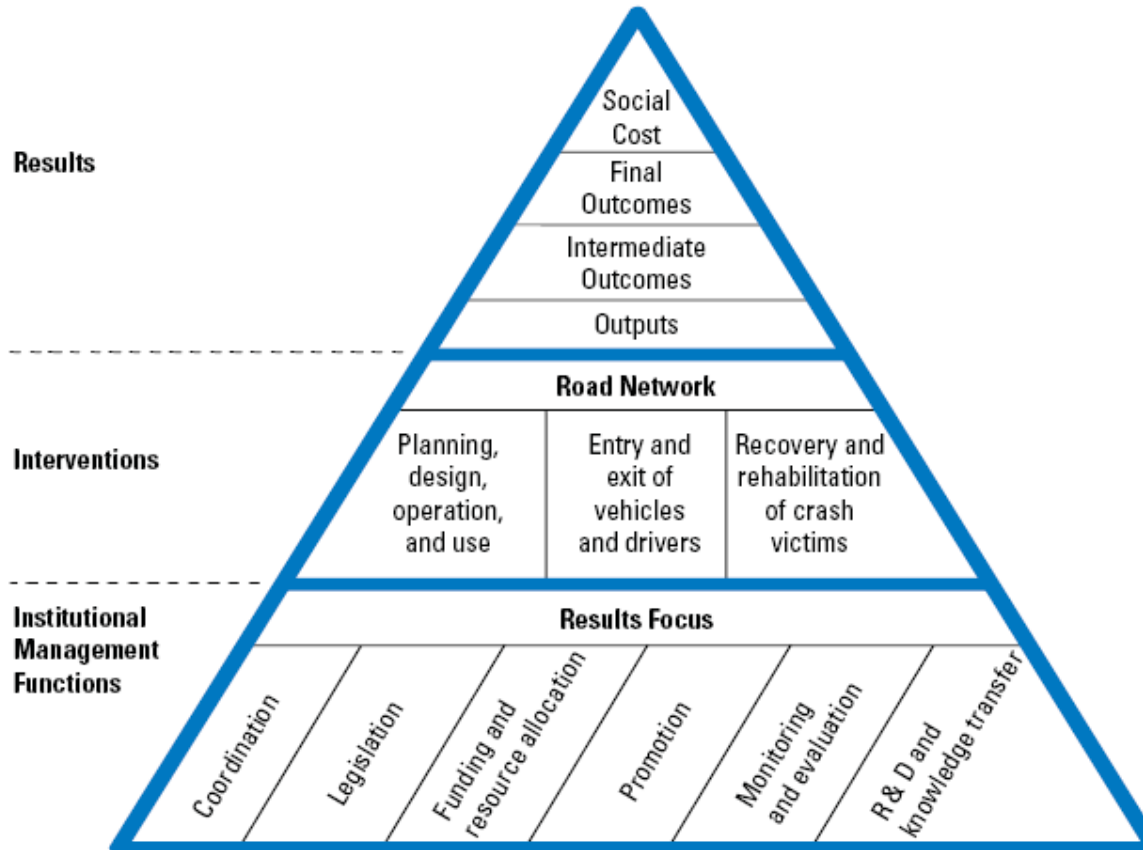 Social
Cost
Results
Final
Outcomes
Intermediate
Outcomes
Outputs
Road Network
Interventions
Planning,
design,
operation,
and use
Entry and
exit of
vehicles
and drivers
Recovery and
rehabilitation
of crash
victims
Institutional
Management
Functions
Results Focus
Coordination
Legislation
Funding and
resource allocation
Promotion
Monitoring
and evaluation
R & D and
knowledge transfer